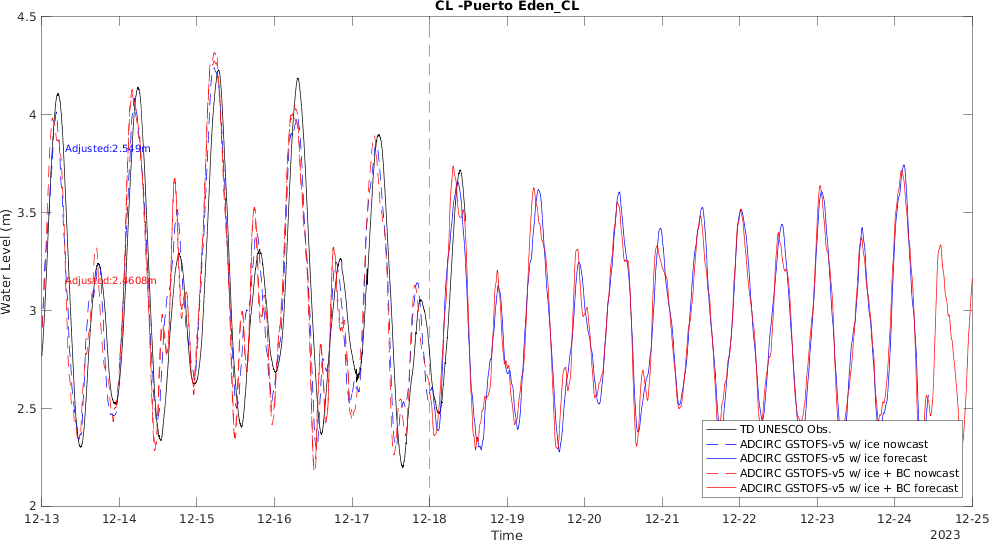 CL -Puerto Eden_CL
4.5
4
3.5
3
2.5
2
Water Level (m)
Adjusted:2.549m
Adjusted:2.4608m
TD UNESCO Obs.
ADCIRC GSTOFS-v5 w/ ice nowcast
ADCIRC GSTOFS-v5 w/ ice forecast
ADCIRC GSTOFS-v5 w/ ice + BC nowcast
ADCIRC GSTOFS-v5 w/ ice + BC forecast
12-13 12-14 12-15 12-16 12-17 12-18 12-19 12-20 12-21 12-22 12-23 12-24 12-25
Time
2023